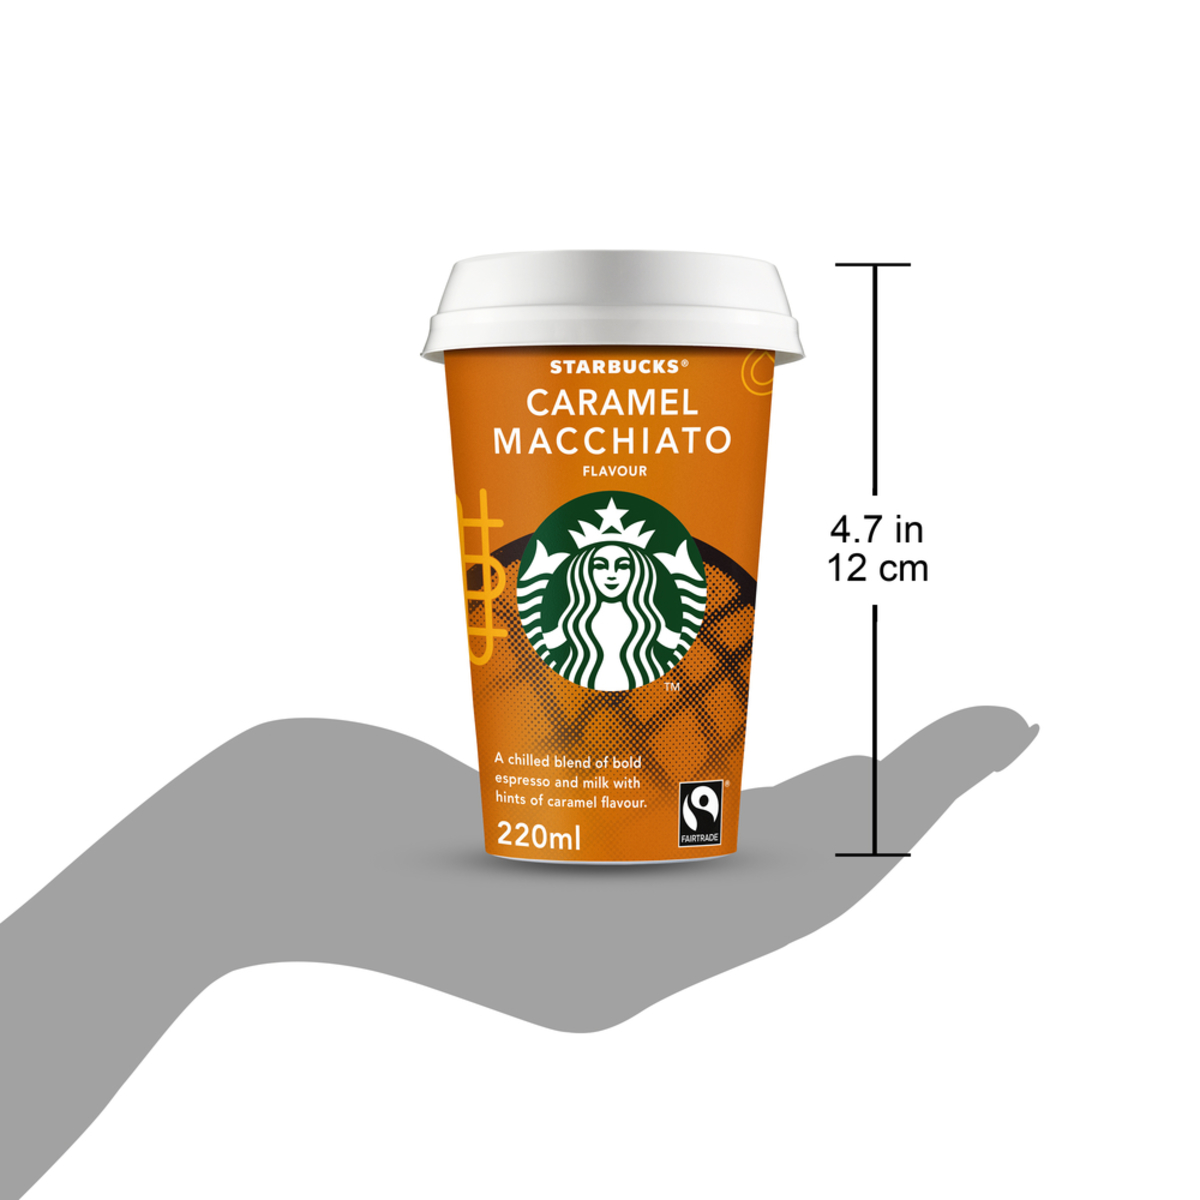 STARBUCKS®
CARAMEL
MACCHIATO
FLAVOUR
TM
A chilled blend of bold
espresso and milk with
hints of caramel flavour.
220ml
®
FAIRTRADE
4.7 in
12 cm